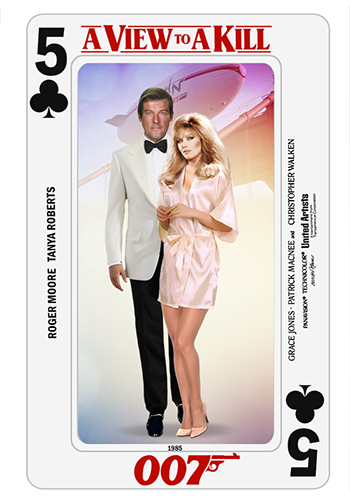 5
A VIEW TO A KILL
ROGER MOORE TANYA ROBERTS
GRACE JONES · PATRICK MACNEE and CHRISTOPHER WALKEN
PANAVISION® TECHNICOLOR® United Artists
1985
007
5